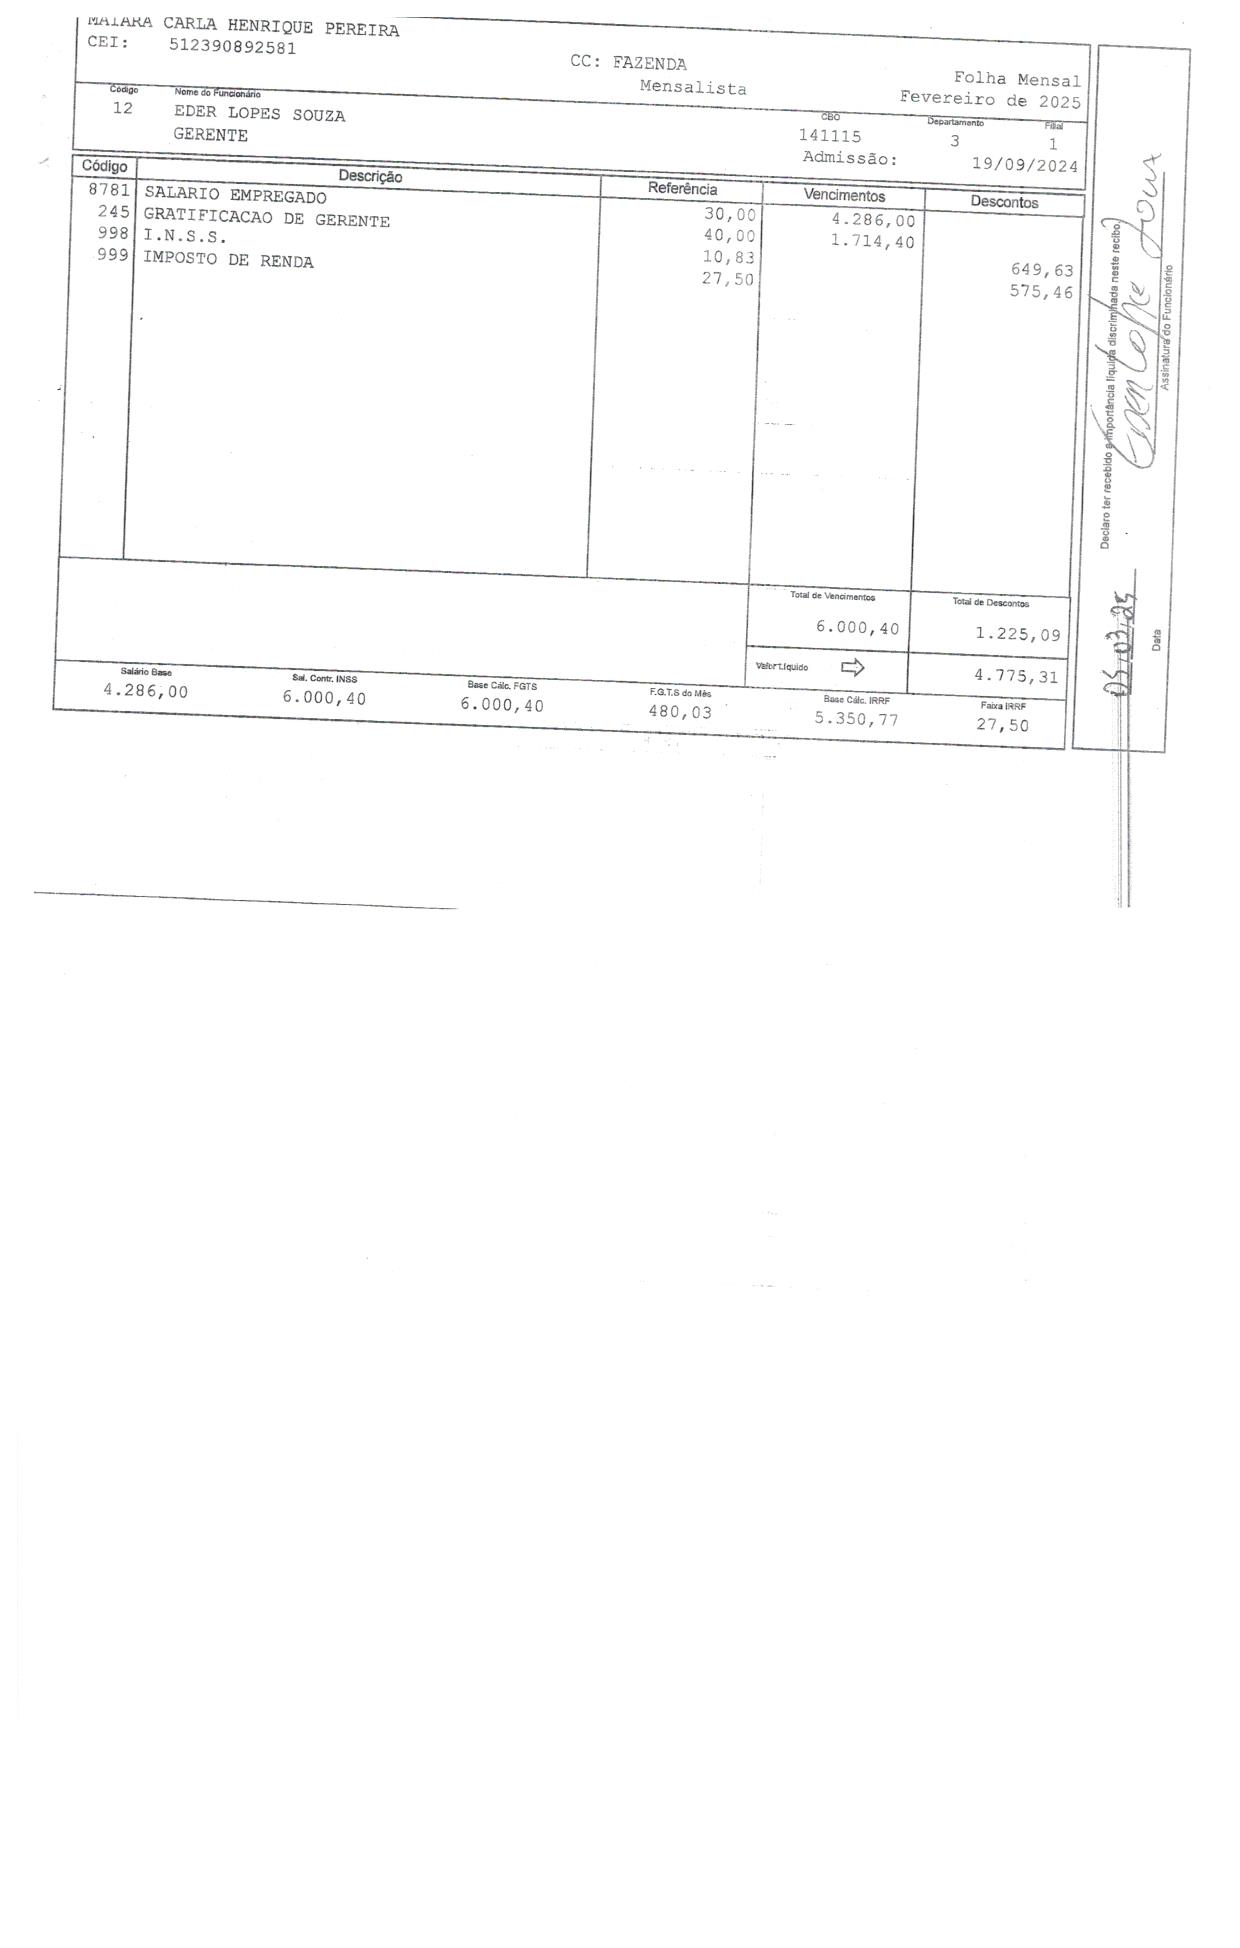 MAIARA CARLA HENRIQUE PEREIRA
CEI: 512390892581
CC: FAZENDA
Mensalista
Folha Mensal
Fevereiro de 2025
Código Nome do Funcionário CBO Departamento Filial
12 EDER LOPES SOUZA 141115 3 1
GERENTE Admissão: 19/09/2024
Código Descrição Referência Vencimentos Descontos
8781 SALARIO EMPREGADO 30,00 4.286,00
245 GRATIFICACAO DE GERENTE 40,00 1.714,40
998 I.N.S.S. 10,83 649,63
999 IMPOSTO DE RENDA 27,50 575,46
Total de Vencimentos Total de Descontos
6.000,40 1.225,09
Valor Líquido 4.775,31
Salário Base Sal. Contr. INSS Base Cálc. FGTS F.G.T.S do Mês Base Cálc. IRRF Faixa IRRF
4.286,00 6.000,40 6.000,40 480,03 5.350,77 27,50
Declaro ter recebido a importância líquida discriminada neste recibo.
05,03,25
Data
Assinatura do Funcionário